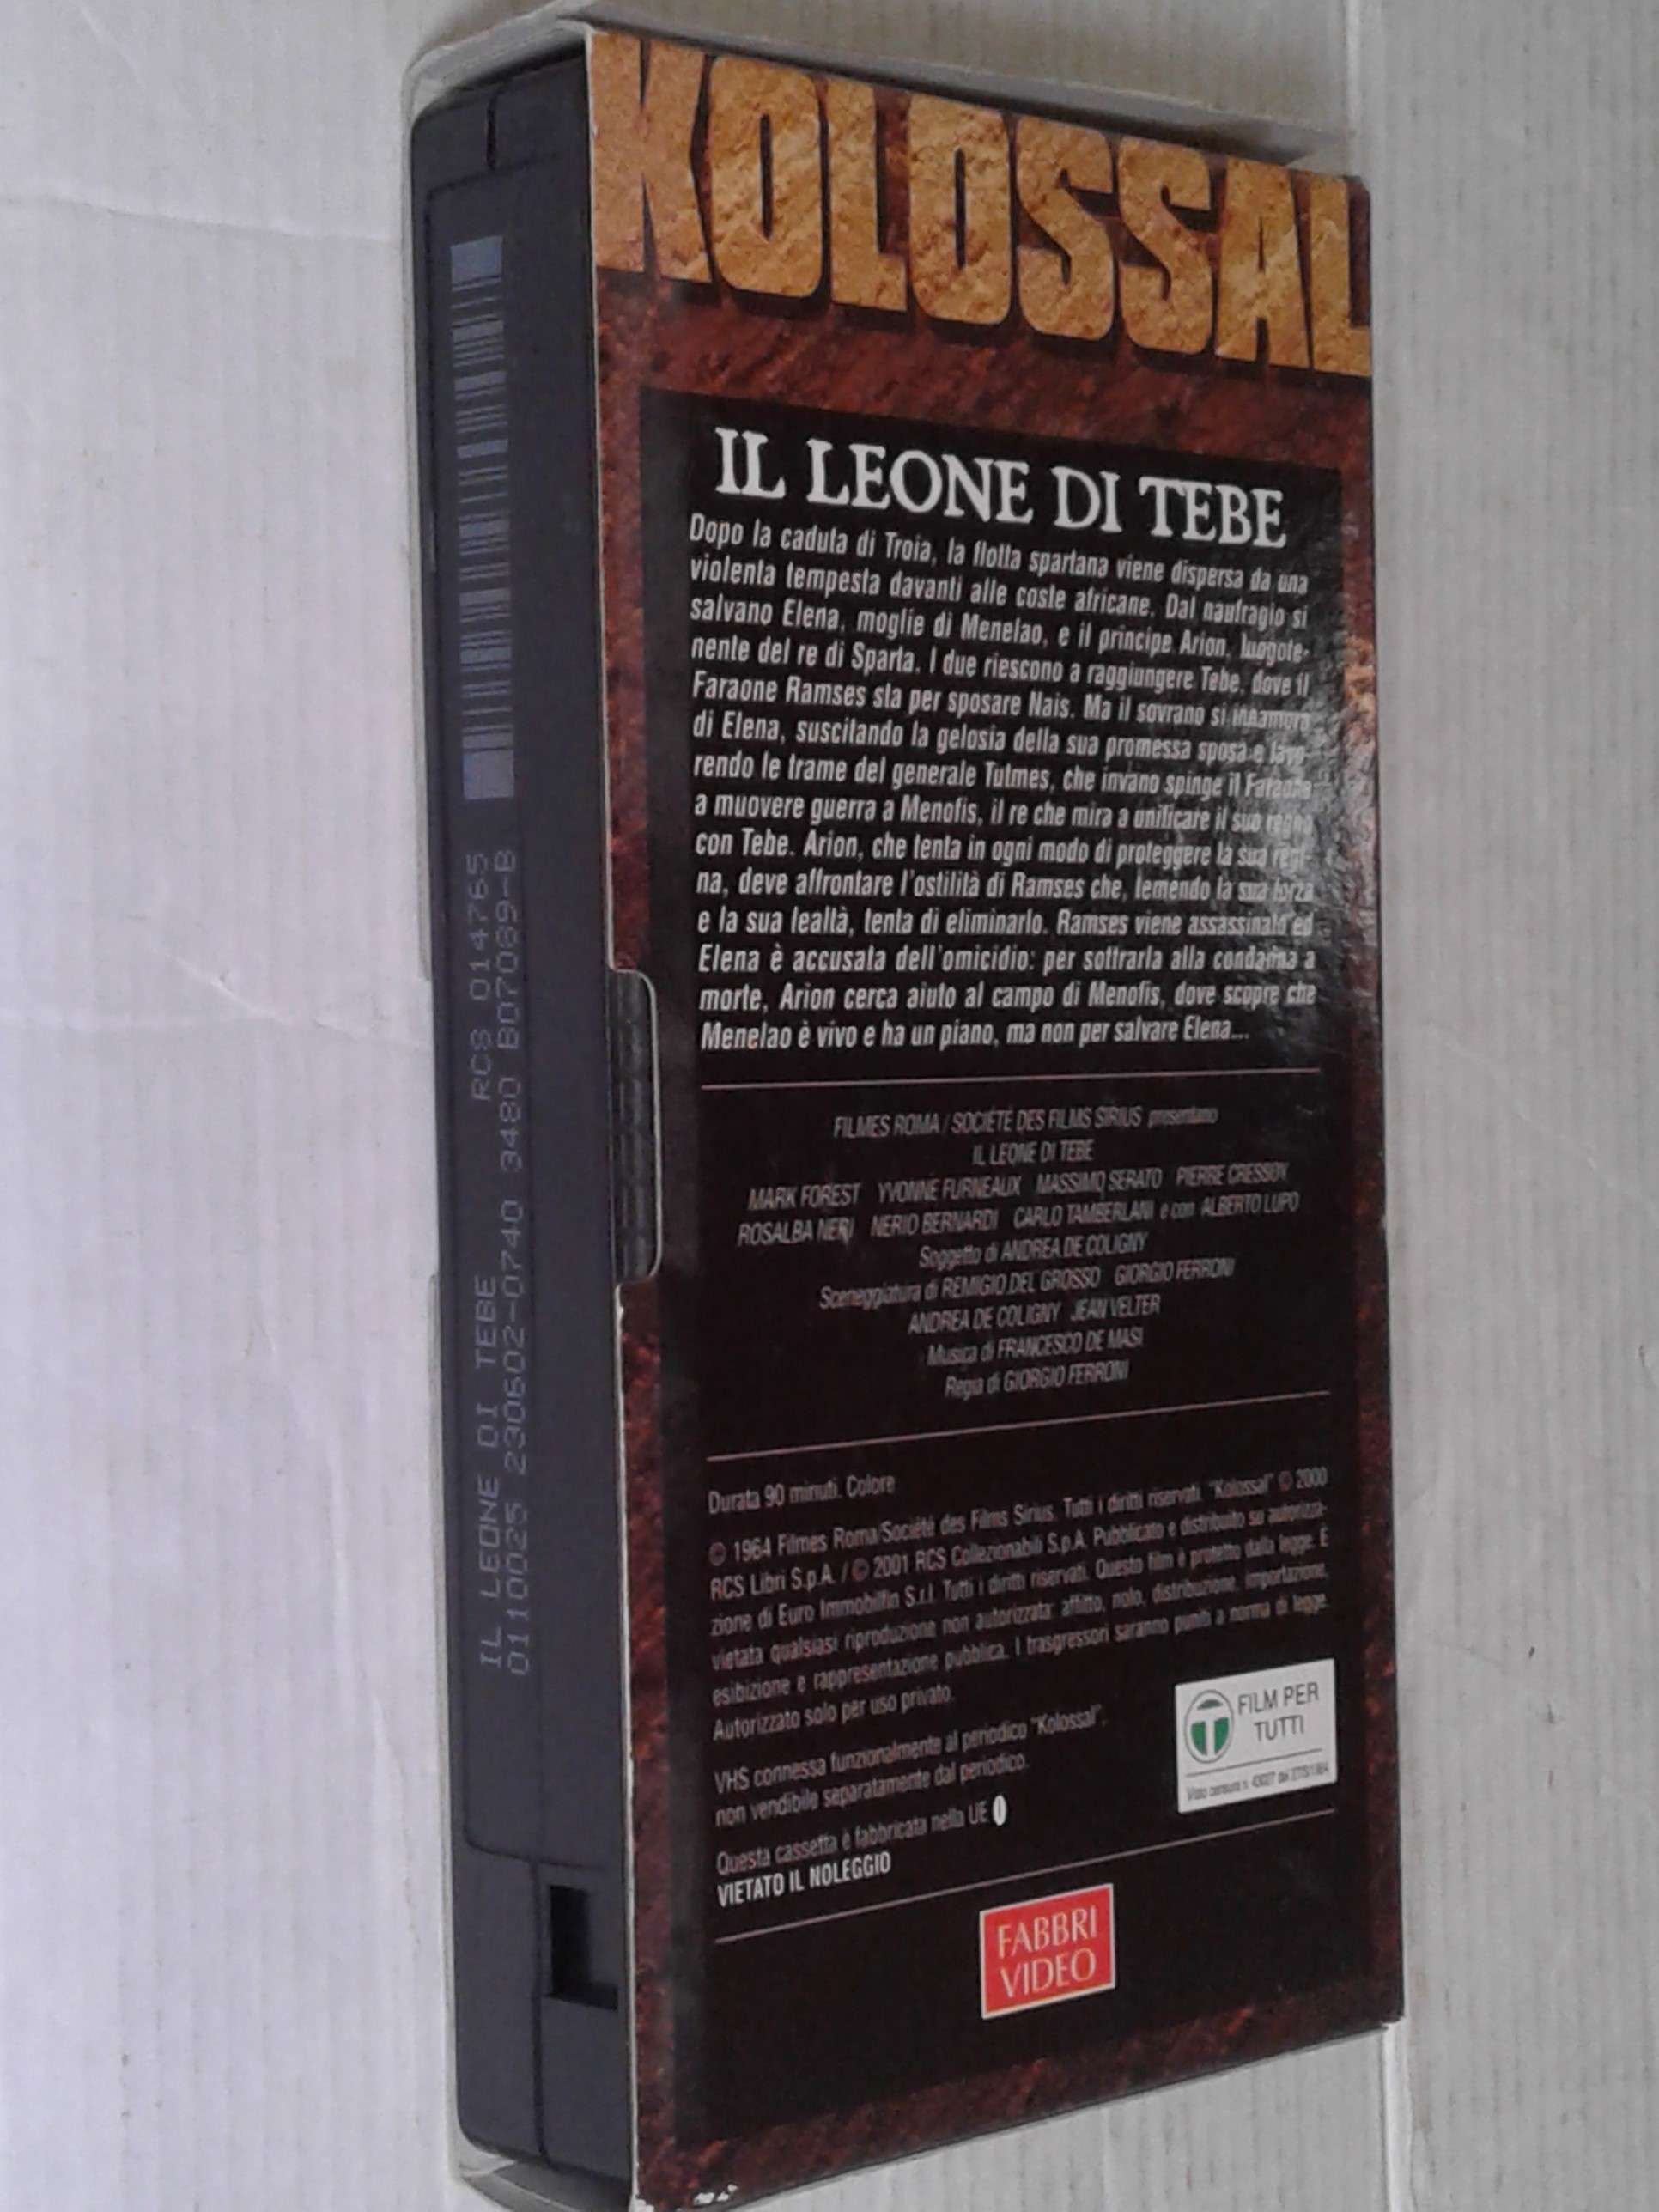 KOLOSSAL
IL LEONE DI TEBE
Dopo la caduta di Troia, la flotta spartana viene dispersa da una
violenta tempesta davanti alle coste africane. Dal naufragio si
salvano Elena, moglie di Menelao, e il principe Arion, luogote-
nente del re di Sparta. I due riescono a raggiungere Tebe, dove il
Faraone Ramses sta per sposare Nais. Ma il sovrano si innamora
di Elena, suscitando la gelosia della sua promessa sposa e favo-
rendo le trame del generale Tutmes, che invano spinge il Faraone
a muovere guerra a Menofis, il re che mira a unificare il suo regno
con Tebe. Arion, che tenta in ogni modo di proteggere la sua regi-
na, deve affrontare l'ostilità di Ramses che, temendo la sua forza
e la sua lealtà, tenta di eliminarlo. Ramses viene assassinato ed
Elena è accusata dell'omicidio: per sottrarla alla condanna a
morte, Arion cerca aiuto al campo di Menofis, dove scopre che
Menelao è vivo e ha un piano, ma non per salvare Elena...
FILMES ROMA / SOCIÉTÉ DES FILMS SIRIUS presentano
IL LEONE DI TEBE
MARK FOREST YVONNE FURNEAUX MASSIMO SERATO PIERRE CRESSOY
ROSALBA NERI NERIO BERNARDI CARLO TAMBERLANI e con ALBERTO LUPO
Soggetto di ANDREA DE COLIGNY
Sceneggiatura di REMIGIO DEL GROSSO GIORGIO FERRONI
ANDREA DE COLIGNY JEAN VELTER
Musica di FRANCESCO DE MASI
Regia di GIORGIO FERRONI
Durata 90 minuti. Colore
© 1964 Filmes Roma/Société des Films Sirius. Tutti i diritti riservati. "Kolossal" © 2000
RCS Libri S.p.A. / © 2001 RCS Collezionabili S.p.A. Pubblicato e distribuito su autorizza-
zione di Euro Immobilfin S.r.l. Tutti i diritti riservati. Questo film è protetto dalla legge. È
vietata qualsiasi riproduzione non autorizzata: affitto, nolo, distribuzione, importazione,
esibizione e rappresentazione pubblica. I trasgressori saranno puniti a norma di legge.
Autorizzato solo per uso privato.
VHS connessa funzionalmente al periodico "Kolossal",
non vendibile separatamente dal periodico.
Questa cassetta è fabbricata nella UE
VIETATO IL NOLEGGIO
T FILM PER
TUTTI
Visto censura n.
FABBRI
VIDEO
IL LEONE DI TEBE RCS 014765
0110025 230602-0740 3480 B07089-B